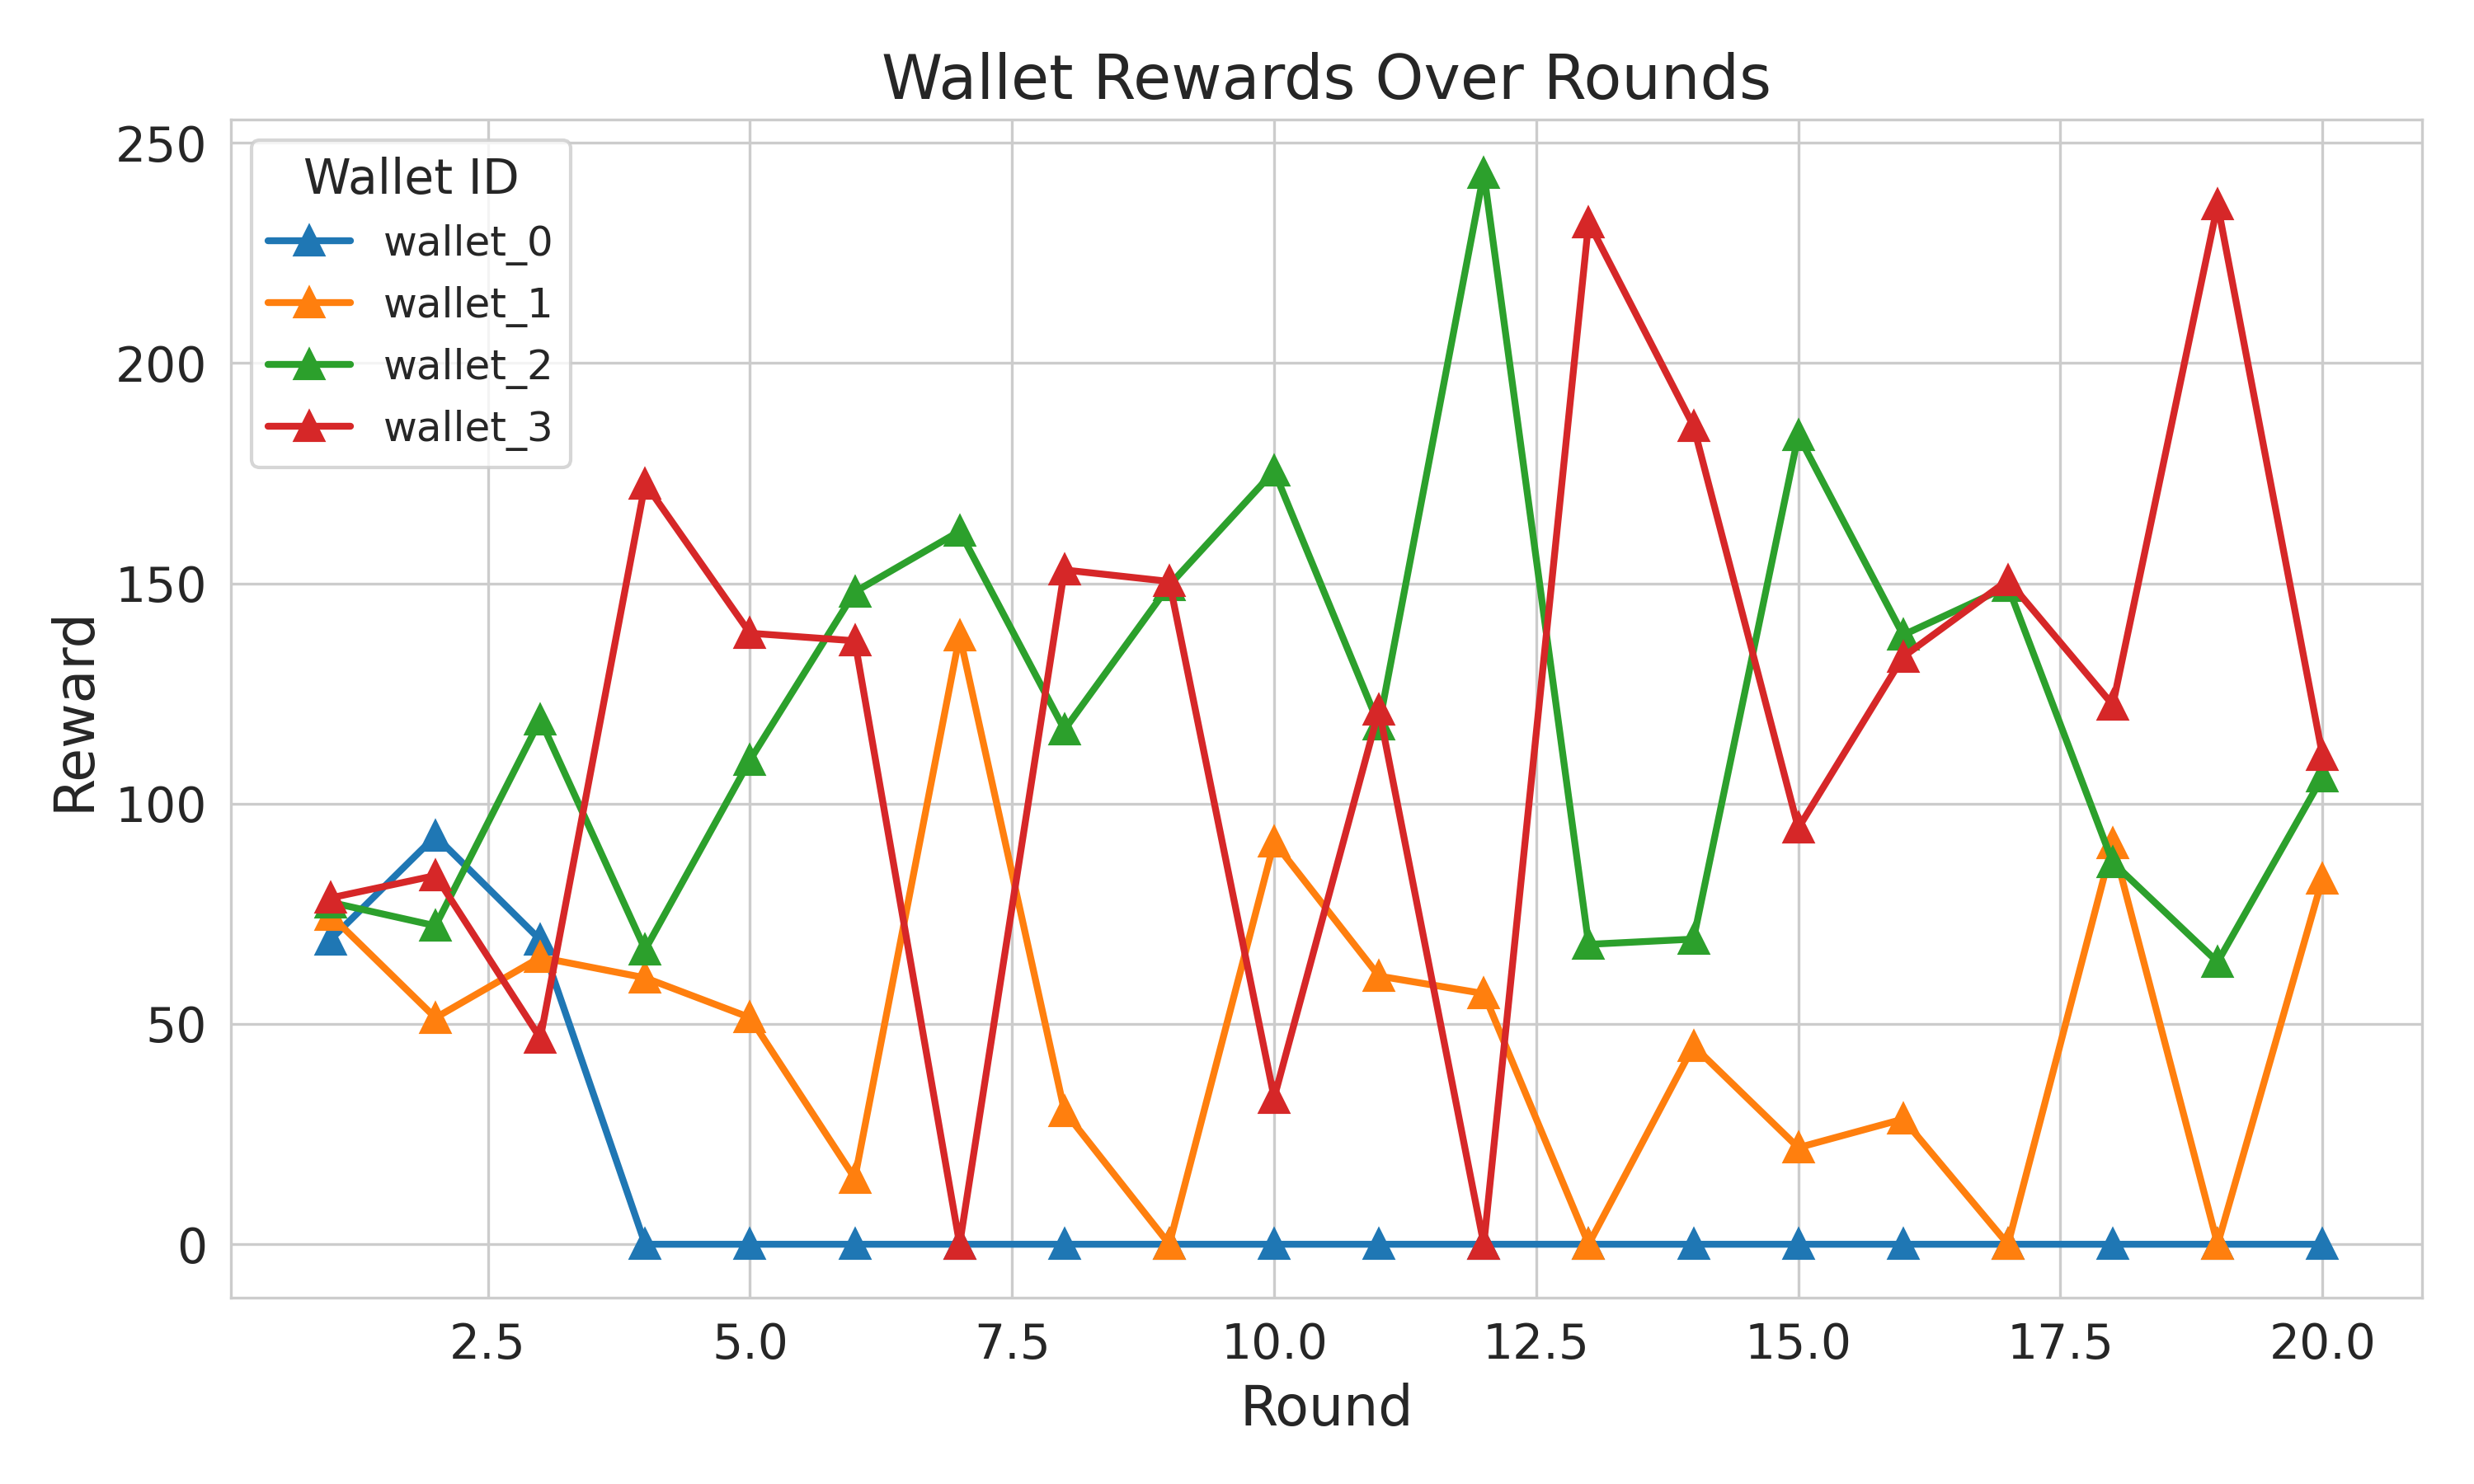 Wallet Rewards Over Rounds
250
200
150
100
50
0
Reward
Wallet ID
wallet_0
wallet_1
wallet_2
wallet_3
2.5 5.0 7.5 10.0 12.5 15.0 17.5 20.0
Round